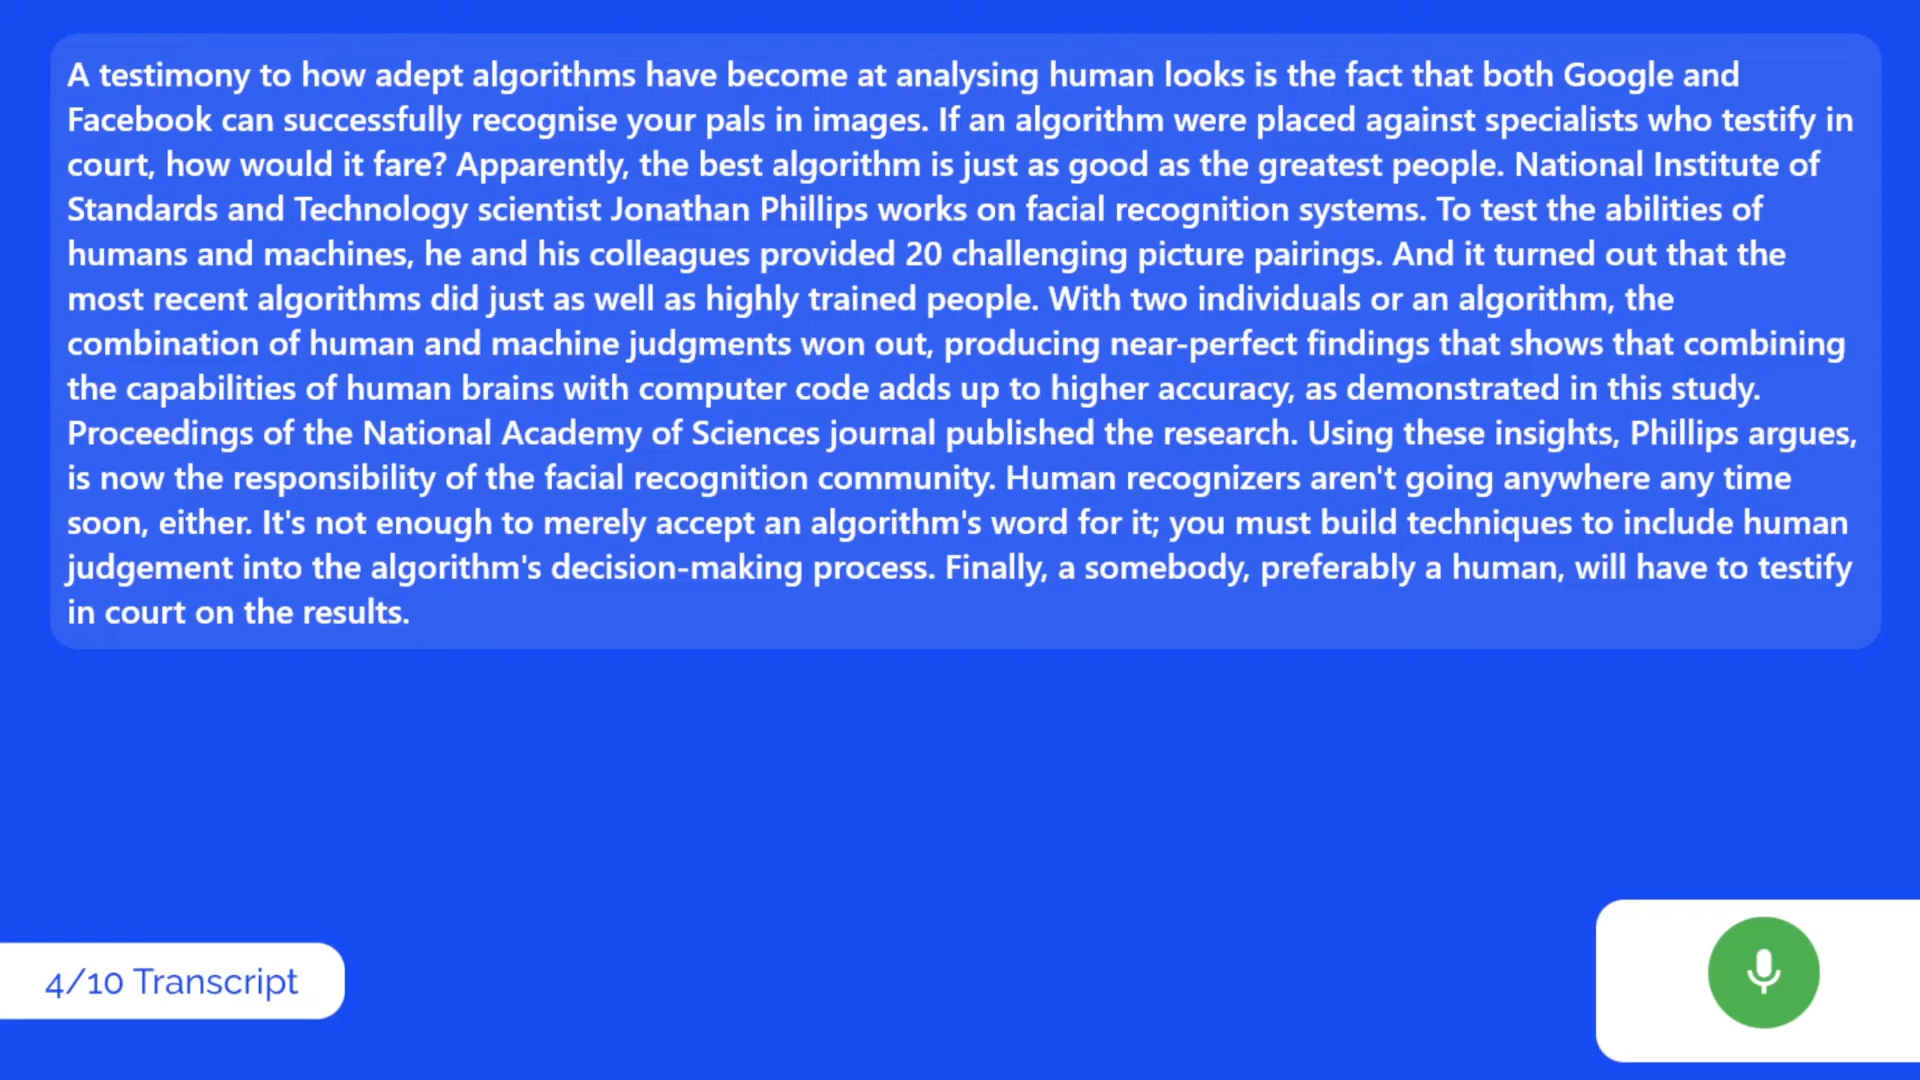 A testimony to how adept algorithms have become at analysing human looks is the fact that both Google and
Facebook can successfully recognise your pals in images. If an algorithm were placed against specialists who testify in
court, how would it fare? Apparently, the best algorithm is just as good as the greatest people. National Institute of
Standards and Technology scientist Jonathan Phillips works on facial recognition systems. To test the abilities of
humans and machines, he and his colleagues provided 20 challenging picture pairings. And it turned out that the
most recent algorithms did just as well as highly trained people. With two individuals or an algorithm, the
combination of human and machine judgments won out, producing near-perfect findings that shows that combining
the capabilities of human brains with computer code adds up to higher accuracy, as demonstrated in this study.
Proceedings of the National Academy of Sciences journal published the research. Using these insights, Phillips argues,
is now the responsibility of the facial recognition community. Human recognizers aren't going anywhere any time
soon, either. It's not enough to merely accept an algorithm's word for it; you must build techniques to include human
judgement into the algorithm's decision-making process. Finally, a somebody, preferably a human, will have to testify
in court on the results.
4/10 Transcript